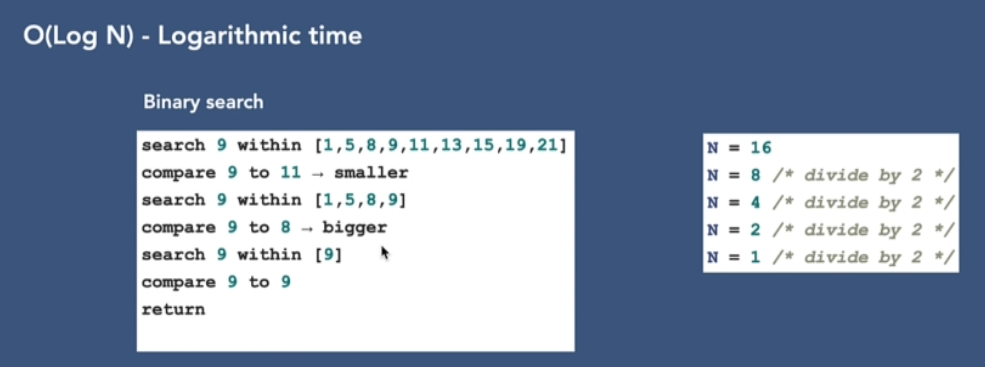 O(Log N) - Logarithmic time
Binary search
search 9 within [1,5,8,9,11,13,15,19,21]
compare 9 to 11 → smaller
search 9 within [1,5,8,9]
compare 9 to 8 → bigger
search 9 within [9]
compare 9 to 9
return
N = 16
N = 8 /* divide by 2 */
N = 4 /* divide by 2 */
N = 2 /* divide by 2 */
N = 1 /* divide by 2 */